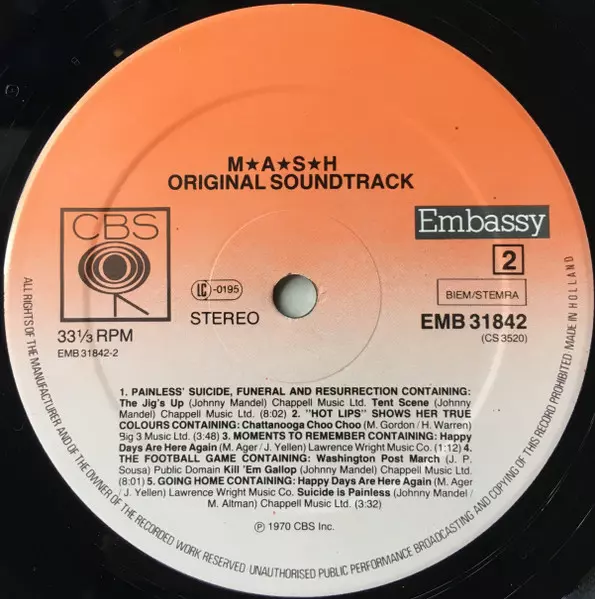 M★A★S★H
ORIGINAL SOUNDTRACK
CBS
Embassy
2
LC-0195
BIEM/STEMRA
STEREO
EMB 31842
(CS 3520)
33 1/3 RPM
EMB 31842-2
1. PAINLESS' SUICIDE, FUNERAL AND RESURRECTION CONTAINING:
The Jig's Up (Johnny Mandel) Chappell Music Ltd. Tent Scene (Johnny
Mandel) Chappell Music Ltd. (8:02) 2. "HOT LIPS" SHOWS HER TRUE
COLOURS CONTAINING: Chattanooga Choo Choo (M. Gordon / H. Warren)
Big 3 Music Ltd. (3:48) 3. MOMENTS TO REMEMBER CONTAINING: Happy
Days Are Here Again (M. Ager / J. Yellen) Lawrence Wright Music Co. (1:12) 4.
THE FOOTBALL GAME CONTAINING: Washington Post March (J. P.
Sousa) Public Domain Kill 'Em Gallop (Johnny Mandel) Chappell Music Ltd.
(8:01) 5. GOING HOME CONTAINING: Happy Days Are Here Again (M. Ager
/ J. Yellen) Lawrence Wright Music Co. Suicide is Painless (Johnny Mandel /
M. Altman) Chappell Music Ltd. (3:32)
℗ 1970 CBS Inc.
ALL RIGHTS OF THE MANUFACTURER AND OF THE OWNER OF THE RECORDED WORK RESERVED · UNAUTHORISED PUBLIC PERFORMANCE BROADCASTING AND COPYING OF THIS RECORD PROHIBITED MADE IN HOLLAND